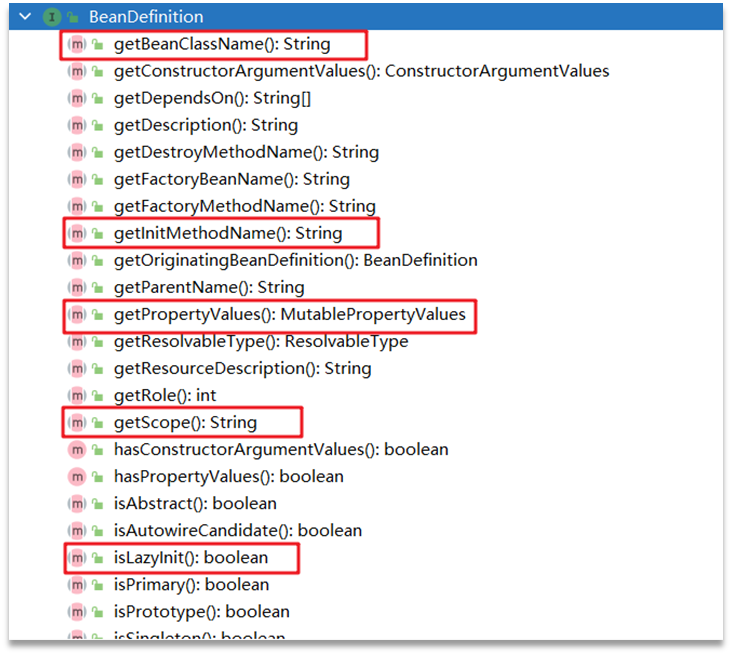 BeanDefinition
getBeanClassName(): String
getConstructorArgumentValues(): ConstructorArgumentValues
getDependsOn(): String[]
getDescription(): String
getDestroyMethodName(): String
getFactoryBeanName(): String
getFactoryMethodName(): String
getInitMethodName(): String
getOriginatingBeanDefinition(): BeanDefinition
getParentName(): String
getPropertyValues(): MutablePropertyValues
getResolvableType(): ResolvableType
getResourceDescription(): String
getRole(): int
getScope(): String
hasConstructorArgumentValues(): boolean
hasPropertyValues(): boolean
isAbstract(): boolean
isAutowireCandidate(): boolean
isLazyInit(): boolean
isPrimary(): boolean
isPrototype(): boolean
isSingleton(): boolean